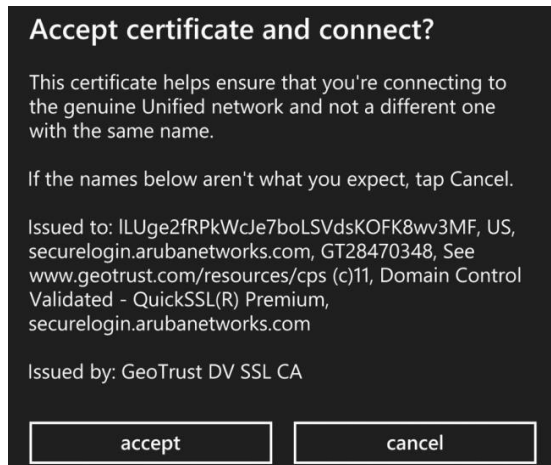 Accept certificate and connect?
This certificate helps ensure that you're connecting to
the genuine Unified network and not a different one
with the same name.
If the names below aren't what you expect, tap Cancel.
Issued to: lLUge2fRPkWcJe7boLSVdsKOFK8wv3MF, US,
securelogin.arubanetworks.com, GT28470348, See
www.geotrust.com/resources/cps (c)11, Domain Control
Validated - QuickSSL(R) Premium,
securelogin.arubanetworks.com
Issued by: GeoTrust DV SSL CA
accept
cancel